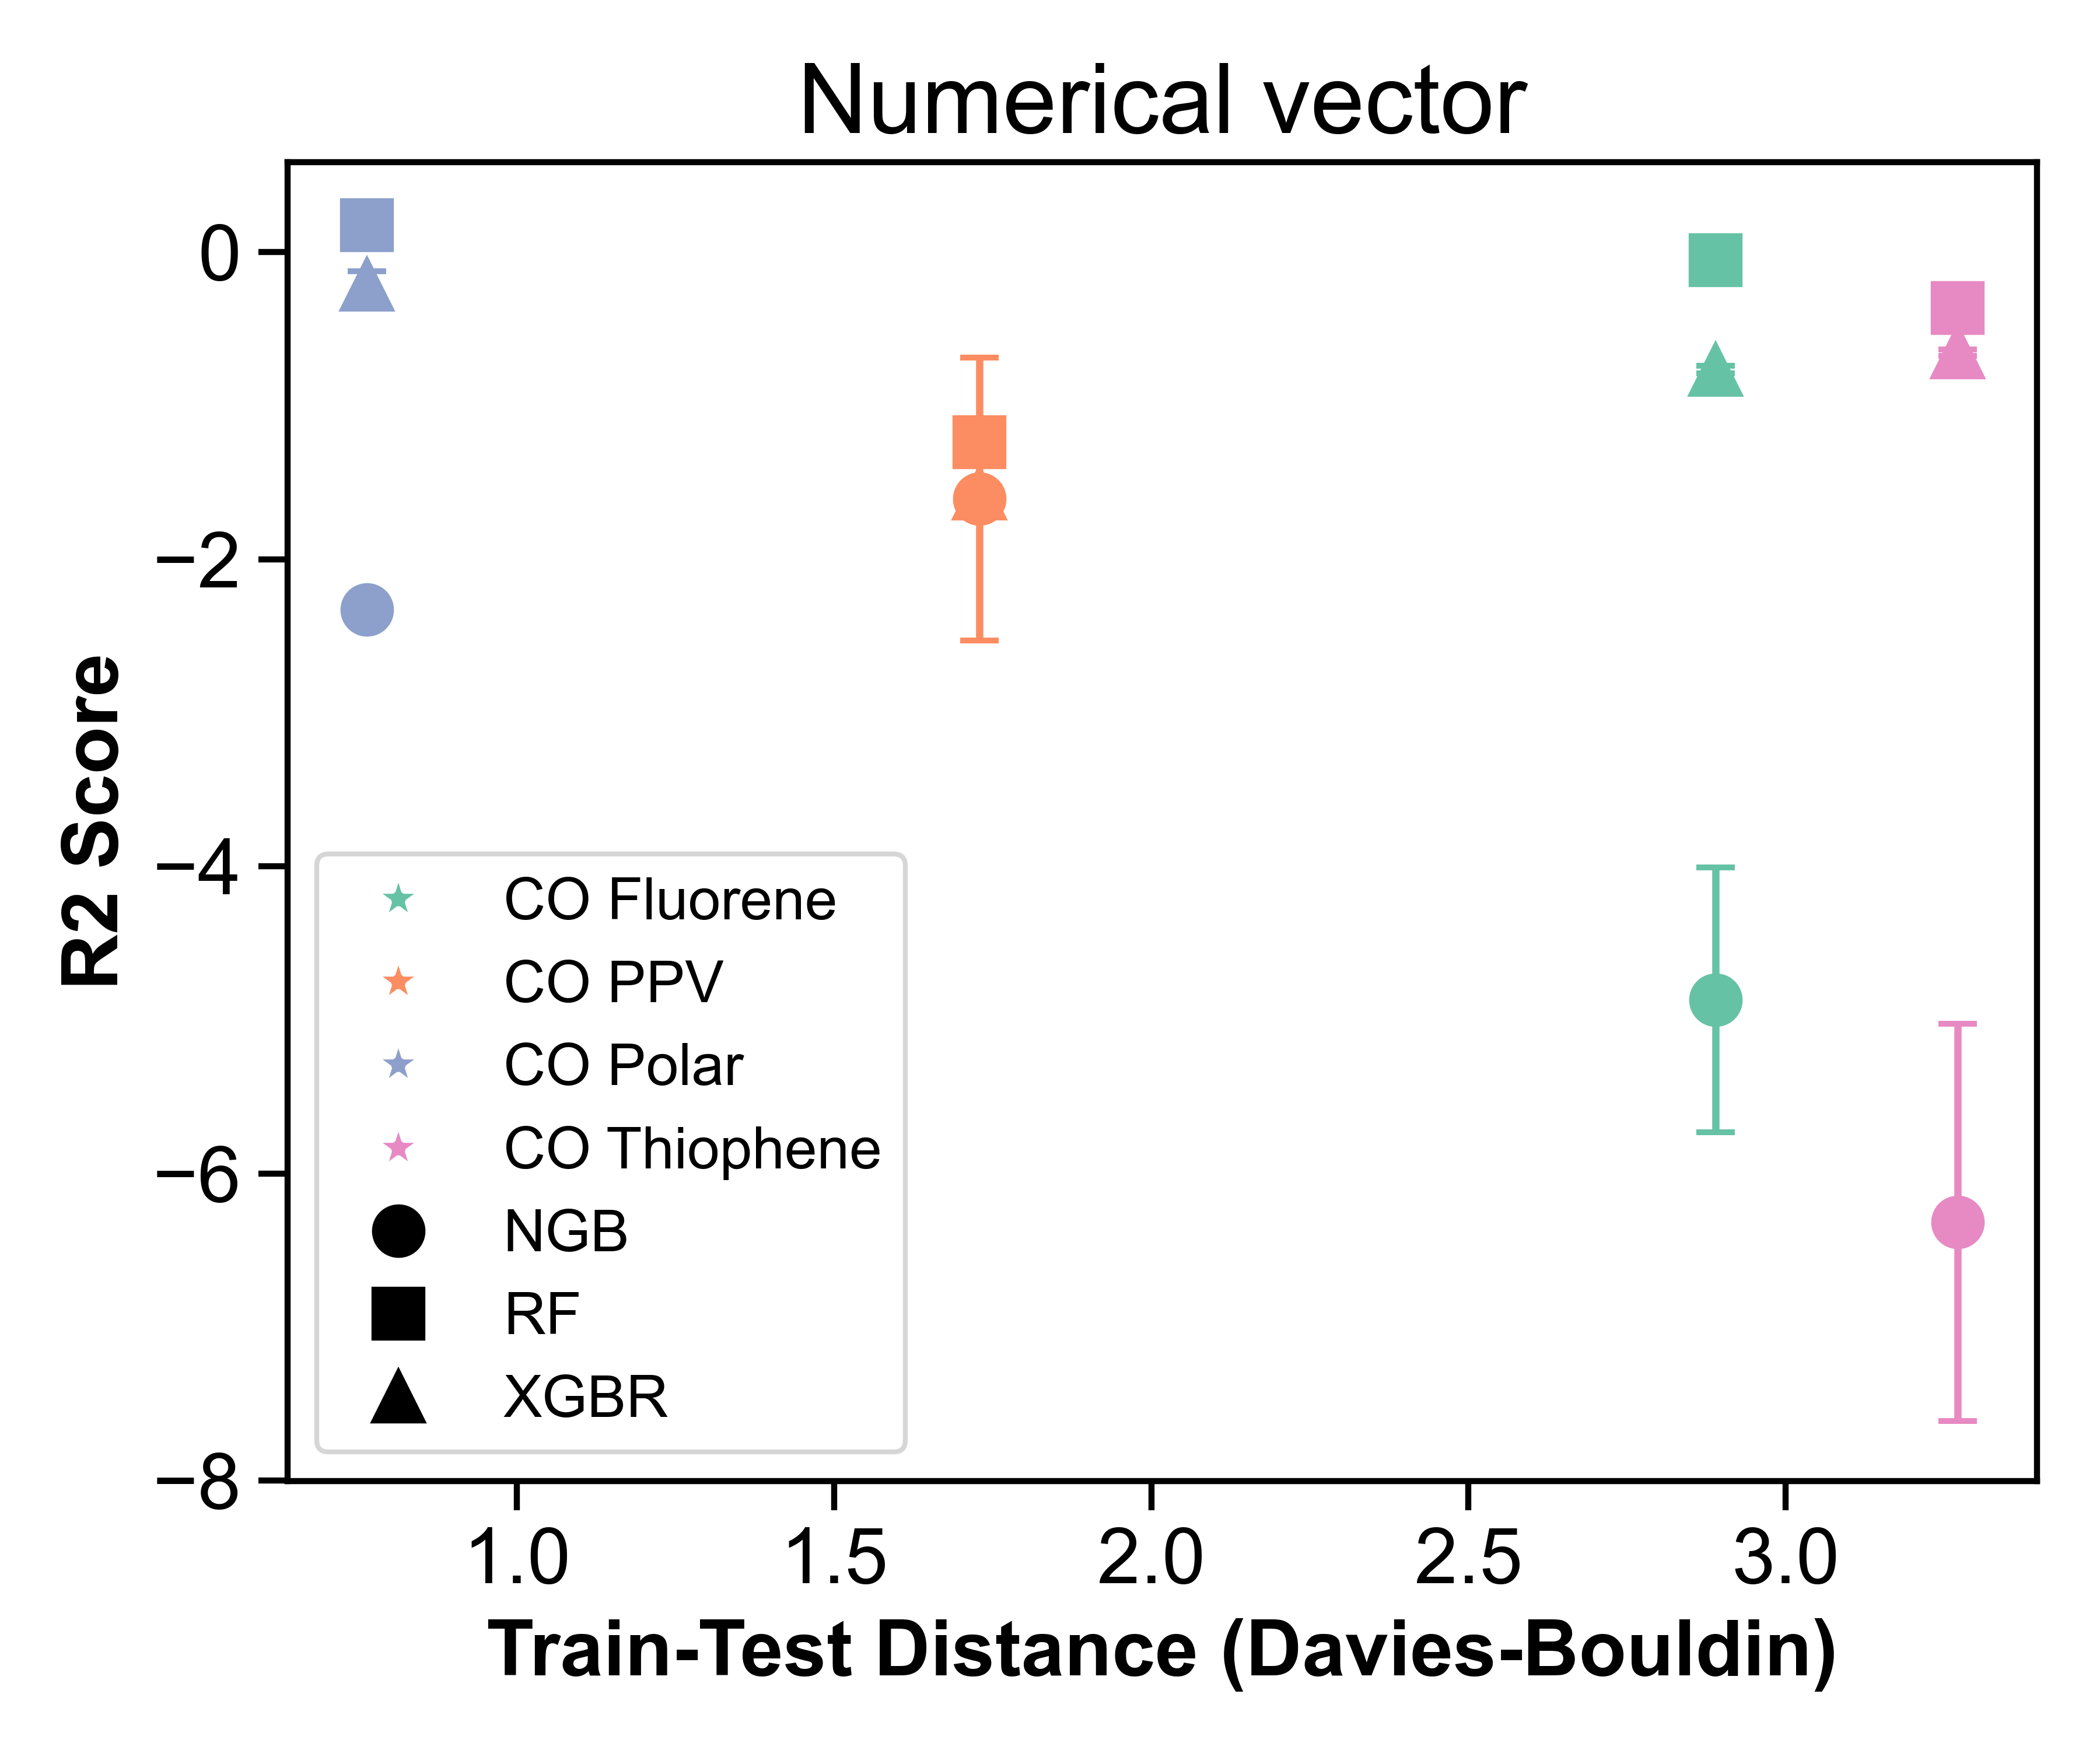 Numerical vector
R2 Score
0
−2
−4
−6
−8
CO Fluorene
CO PPV
CO Polar
CO Thiophene
NGB
RF
XGBR
1.0 1.5 2.0 2.5 3.0
Train-Test Distance (Davies-Bouldin)